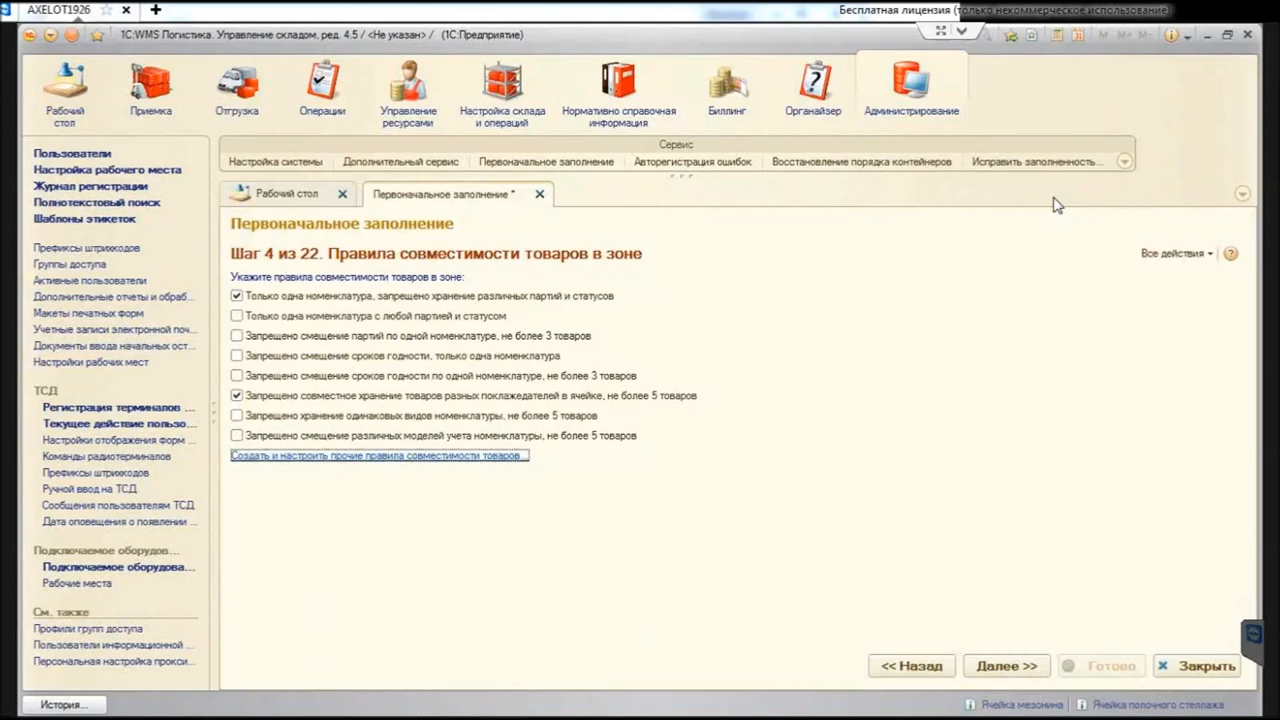 AXELOT1926
Бесплатная лицензия (только некоммерческое использование)
1С:WMS Логистика. Управление складом, ред. 4.5 / <Не указан> / (1С:Предприятие)
M M+ M-
Рабочий стол
Приемка
Отгрузка
Операции
Управление ресурсами
Настройка склада и операций
Нормативно справочная информация
Биллинг
Органайзер
Администрирование
Сервис
Настройка системы Дополнительный сервис Первоначальное заполнение Авторегистрация ошибок Восстановление порядка контейнеров Исправить заполненность...
Пользователи
Настройка рабочего места
Журнал регистрации
Полнотекстовый поиск
Шаблоны этикеток
Префиксы штрихкодов
Группы доступа
Активные пользователи
Дополнительные отчеты и обраб...
Макеты печатных форм
Учетные записи электронной поч...
Документы ввода начальных ост...
Настройки рабочих мест
ТСД
Регистрация терминалов ...
Текущее действие пользо...
Настройки отображения форм ...
Команды радиотерминалов
Префиксы штрихкодов
Ручной ввод на ТСД
Сообщения пользователям ТСД
Дата оповещения о появлении ...
Подключаемое оборудов...
Подключаемое оборудова...
Рабочие места
См. также
Профили групп доступа
Пользователи информационной ...
Персональная настройка прокси...
Рабочий стол
Первоначальное заполнение *
Первоначальное заполнение
Шаг 4 из 22. Правила совместимости товаров в зоне
Все действия
Укажите правила совместимости товаров в зоне:
Только одна номенклатура, запрещено хранение различных партий и статусов
Только одна номенклатура с любой партией и статусом
Запрещено смещение партий по одной номенклатуре, не более 3 товаров
Запрещено смещение сроков годности, только одна номенклатура
Запрещено смещение сроков годности по одной номенклатуре, не более 3 товаров
Запрещено совместное хранение товаров разных поклажедателей в ячейке, не более 5 товаров
Запрещено хранение одинаковых видов номенклатуры, не более 5 товаров
Запрещено смещение различных моделей учета номенклатуры, не более 5 товаров
Создать и настроить прочие правила совместимости товаров...
<< Назад
Далее >>
Готово
Закрыть
История...
Ячейка мезонина
Ячейка полочного стеллажа